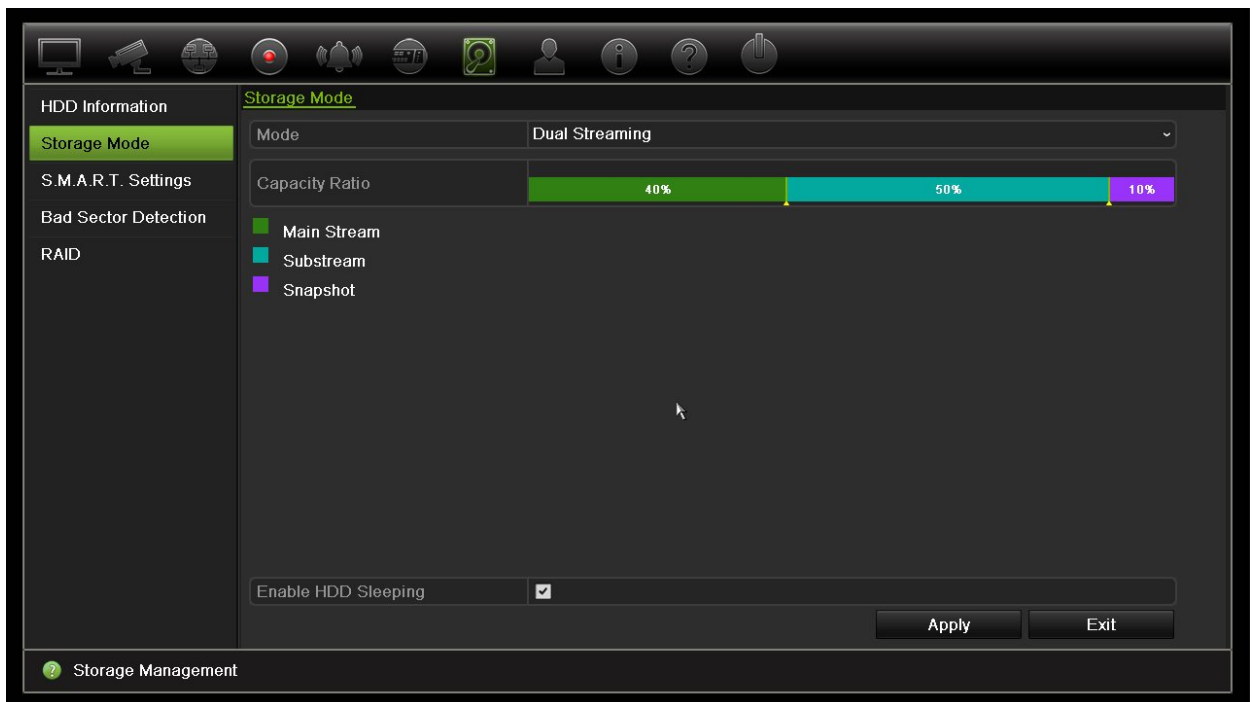 HDD Information
Storage Mode
S.M.A.R.T. Settings
Bad Sector Detection
RAID
Storage Mode
Mode Dual Streaming
Capacity Ratio 40% 50% 10%
Main Stream
Substream
Snapshot
Enable HDD Sleeping
Apply Exit
Storage Management